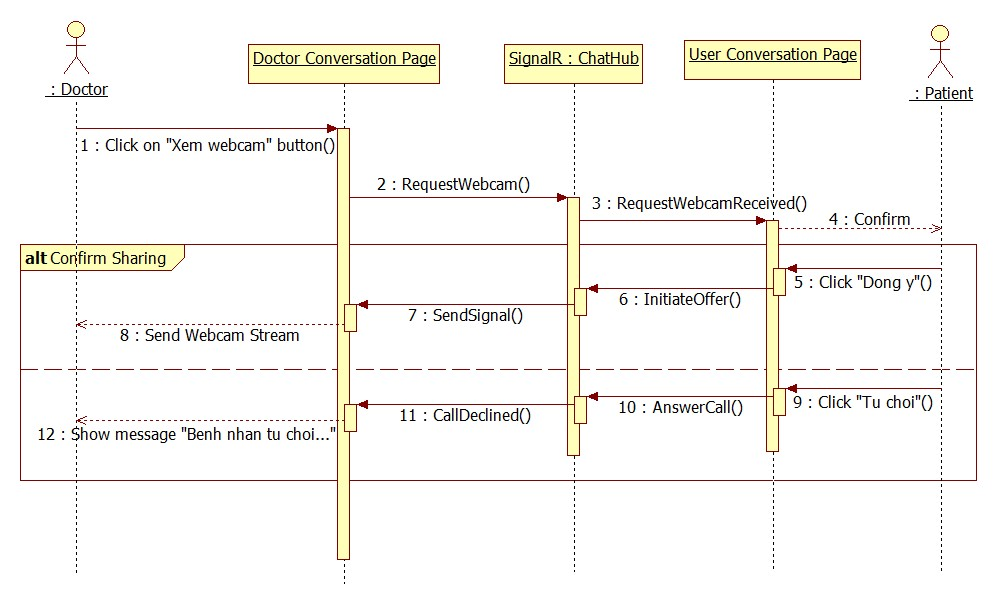 : Doctor
Doctor Conversation Page
SignalR : ChatHub
User Conversation Page
: Patient
1 : Click on "Xem webcam" button()
2 : RequestWebcam()
3 : RequestWebcamReceived()
4 : Confirm
alt Confirm Sharing
5 : Click "Dong y"()
6 : InitiateOffer()
7 : SendSignal()
8 : Send Webcam Stream
9 : Click "Tu choi"()
10 : AnswerCall()
11 : CallDeclined()
12 : Show message "Benh nhan tu choi..."